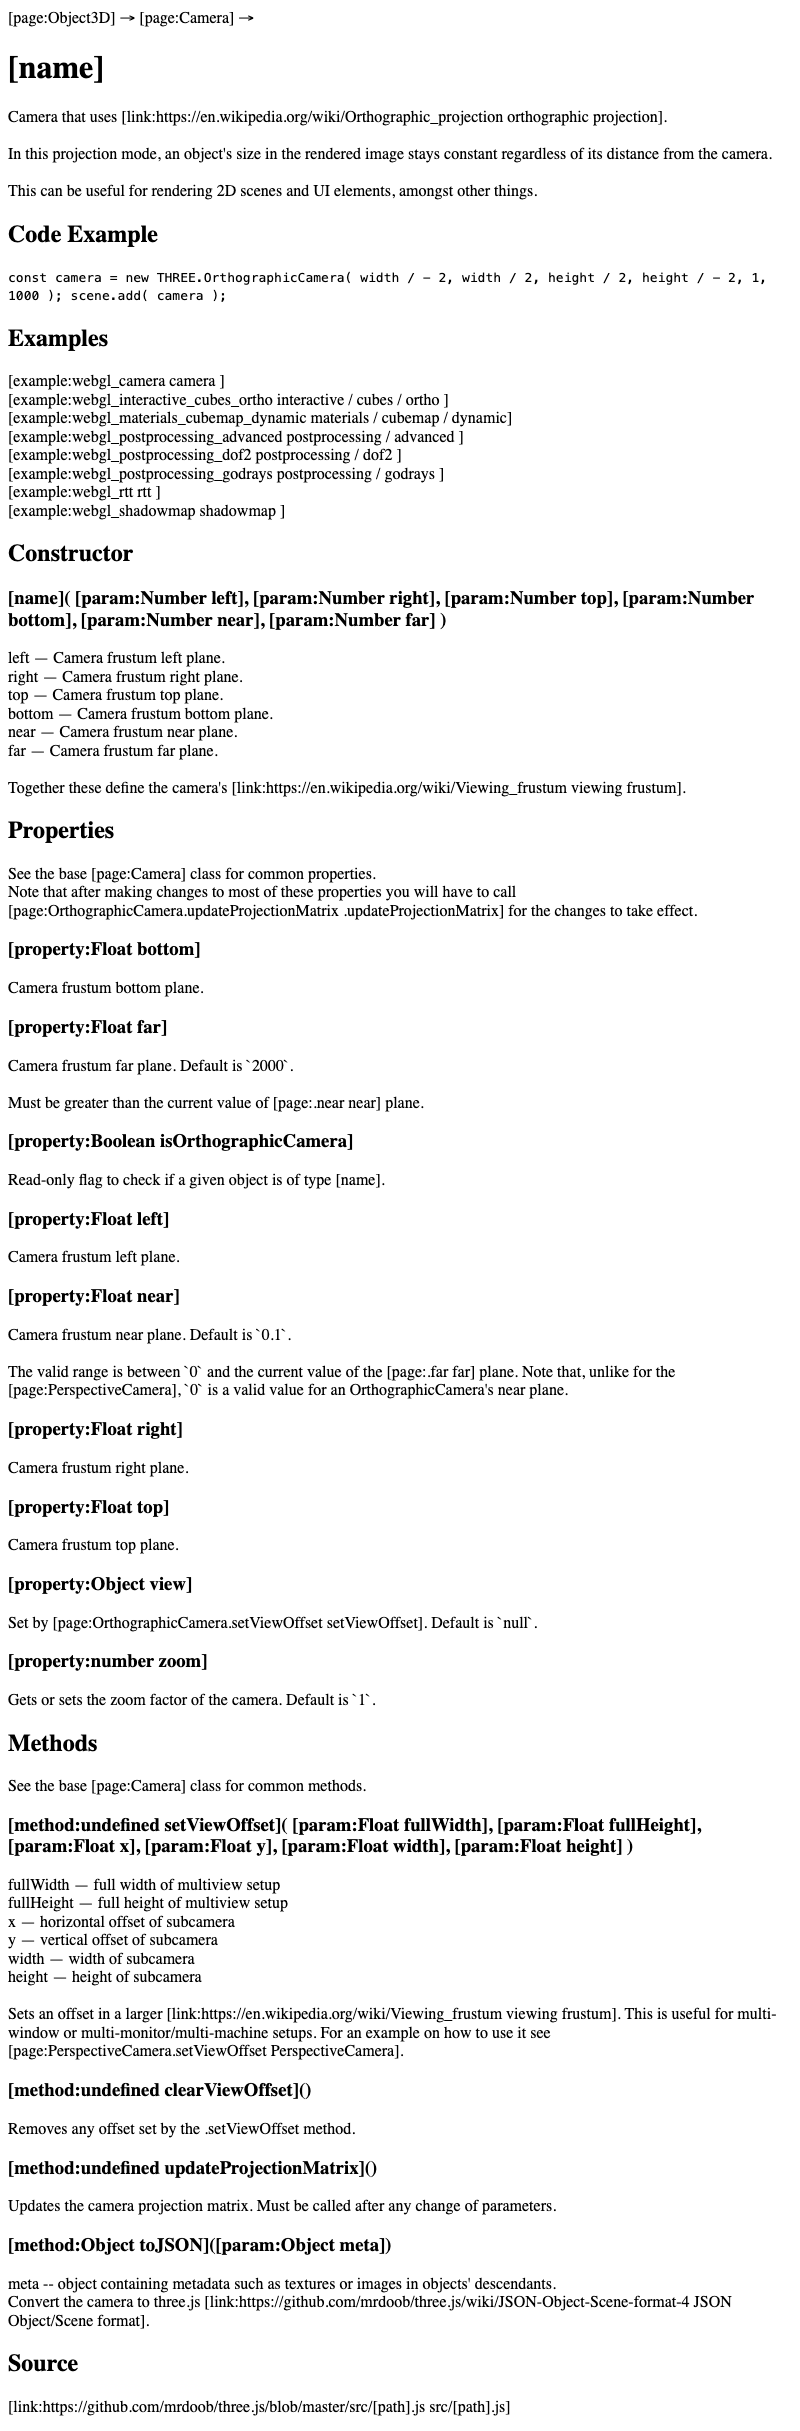 [page:Object3D] → [page:Camera] →
[name]
Camera that uses [link:https://en.wikipedia.org/wiki/Orthographic_projection orthographic projection].
In this projection mode, an object's size in the rendered image stays constant regardless of its distance from the camera.
This can be useful for rendering 2D scenes and UI elements, amongst other things.
Code Example
const camera = new THREE.OrthographicCamera( width / - 2, width / 2, height / 2, height / - 2, 1,
1000 ); scene.add( camera );
Examples
[example:webgl_camera camera ]
[example:webgl_interactive_cubes_ortho interactive / cubes / ortho ]
[example:webgl_materials_cubemap_dynamic materials / cubemap / dynamic]
[example:webgl_postprocessing_advanced postprocessing / advanced ]
[example:webgl_postprocessing_dof2 postprocessing / dof2 ]
[example:webgl_postprocessing_godrays postprocessing / godrays ]
[example:webgl_rtt rtt ]
[example:webgl_shadowmap shadowmap ]
Constructor
[name]( [param:Number left], [param:Number right], [param:Number top], [param:Number
bottom], [param:Number near], [param:Number far] )
left — Camera frustum left plane.
right — Camera frustum right plane.
top — Camera frustum top plane.
bottom — Camera frustum bottom plane.
near — Camera frustum near plane.
far — Camera frustum far plane.
Together these define the camera's [link:https://en.wikipedia.org/wiki/Viewing_frustum viewing frustum].
Properties
See the base [page:Camera] class for common properties.
Note that after making changes to most of these properties you will have to call
[page:OrthographicCamera.updateProjectionMatrix .updateProjectionMatrix] for the changes to take effect.
[property:Float bottom]
Camera frustum bottom plane.
[property:Float far]
Camera frustum far plane. Default is `2000`.
Must be greater than the current value of [page:.near near] plane.
[property:Boolean isOrthographicCamera]
Read-only flag to check if a given object is of type [name].
[property:Float left]
Camera frustum left plane.
[property:Float near]
Camera frustum near plane. Default is `0.1`.
The valid range is between `0` and the current value of the [page:.far far] plane. Note that, unlike for the
[page:PerspectiveCamera], `0` is a valid value for an OrthographicCamera's near plane.
[property:Float right]
Camera frustum right plane.
[property:Float top]
Camera frustum top plane.
[property:Object view]
Set by [page:OrthographicCamera.setViewOffset setViewOffset]. Default is `null`.
[property:number zoom]
Gets or sets the zoom factor of the camera. Default is `1`.
Methods
See the base [page:Camera] class for common methods.
[method:undefined setViewOffset]( [param:Float fullWidth], [param:Float fullHeight],
[param:Float x], [param:Float y], [param:Float width], [param:Float height] )
fullWidth — full width of multiview setup
fullHeight — full height of multiview setup
x — horizontal offset of subcamera
y — vertical offset of subcamera
width — width of subcamera
height — height of subcamera
Sets an offset in a larger [link:https://en.wikipedia.org/wiki/Viewing_frustum viewing frustum]. This is useful for multi-
window or multi-monitor/multi-machine setups. For an example on how to use it see
[page:PerspectiveCamera.setViewOffset PerspectiveCamera].
[method:undefined clearViewOffset]()
Removes any offset set by the .setViewOffset method.
[method:undefined updateProjectionMatrix]()
Updates the camera projection matrix. Must be called after any change of parameters.
[method:Object toJSON]([param:Object meta])
meta -- object containing metadata such as textures or images in objects' descendants.
Convert the camera to three.js [link:https://github.com/mrdoob/three.js/wiki/JSON-Object-Scene-format-4 JSON
Object/Scene format].
Source
[link:https://github.com/mrdoob/three.js/blob/master/src/[path].js src/[path].js]